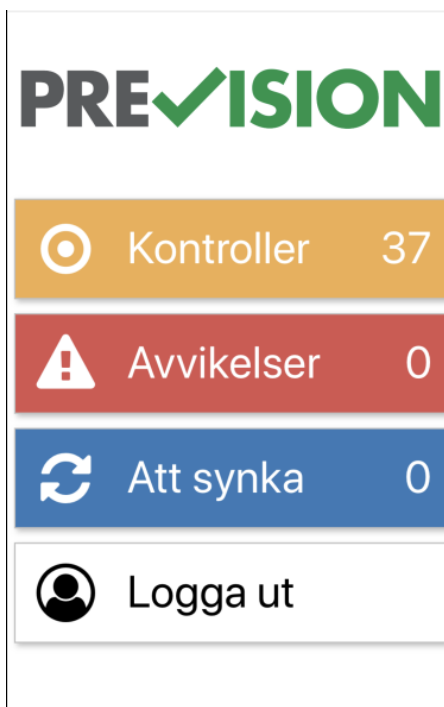 PREVISION
Kontroller 37
Avvikelser 0
Att synka 0
Logga ut